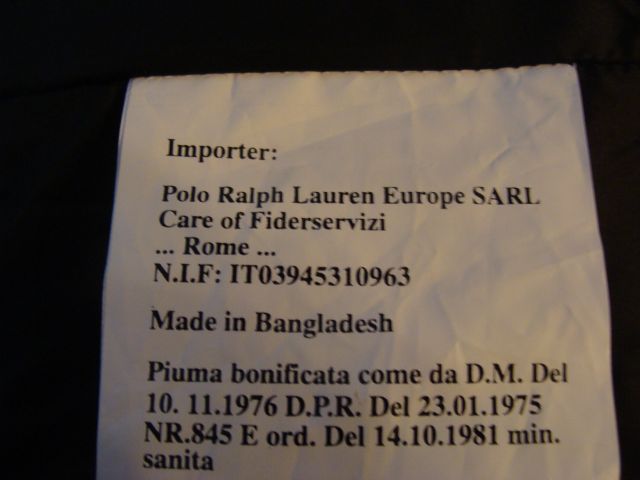 Importer:
Polo Ralph Lauren Europe SARL
Care of Fiderservizi
... Rome ...
N.I.F: IT03945310963
Made in Bangladesh
Piuma bonificata come da D.M. Del
10. 11.1976 D.P.R. Del 23.01.1975
NR.845 E ord. Del 14.10.1981 min.
sanita